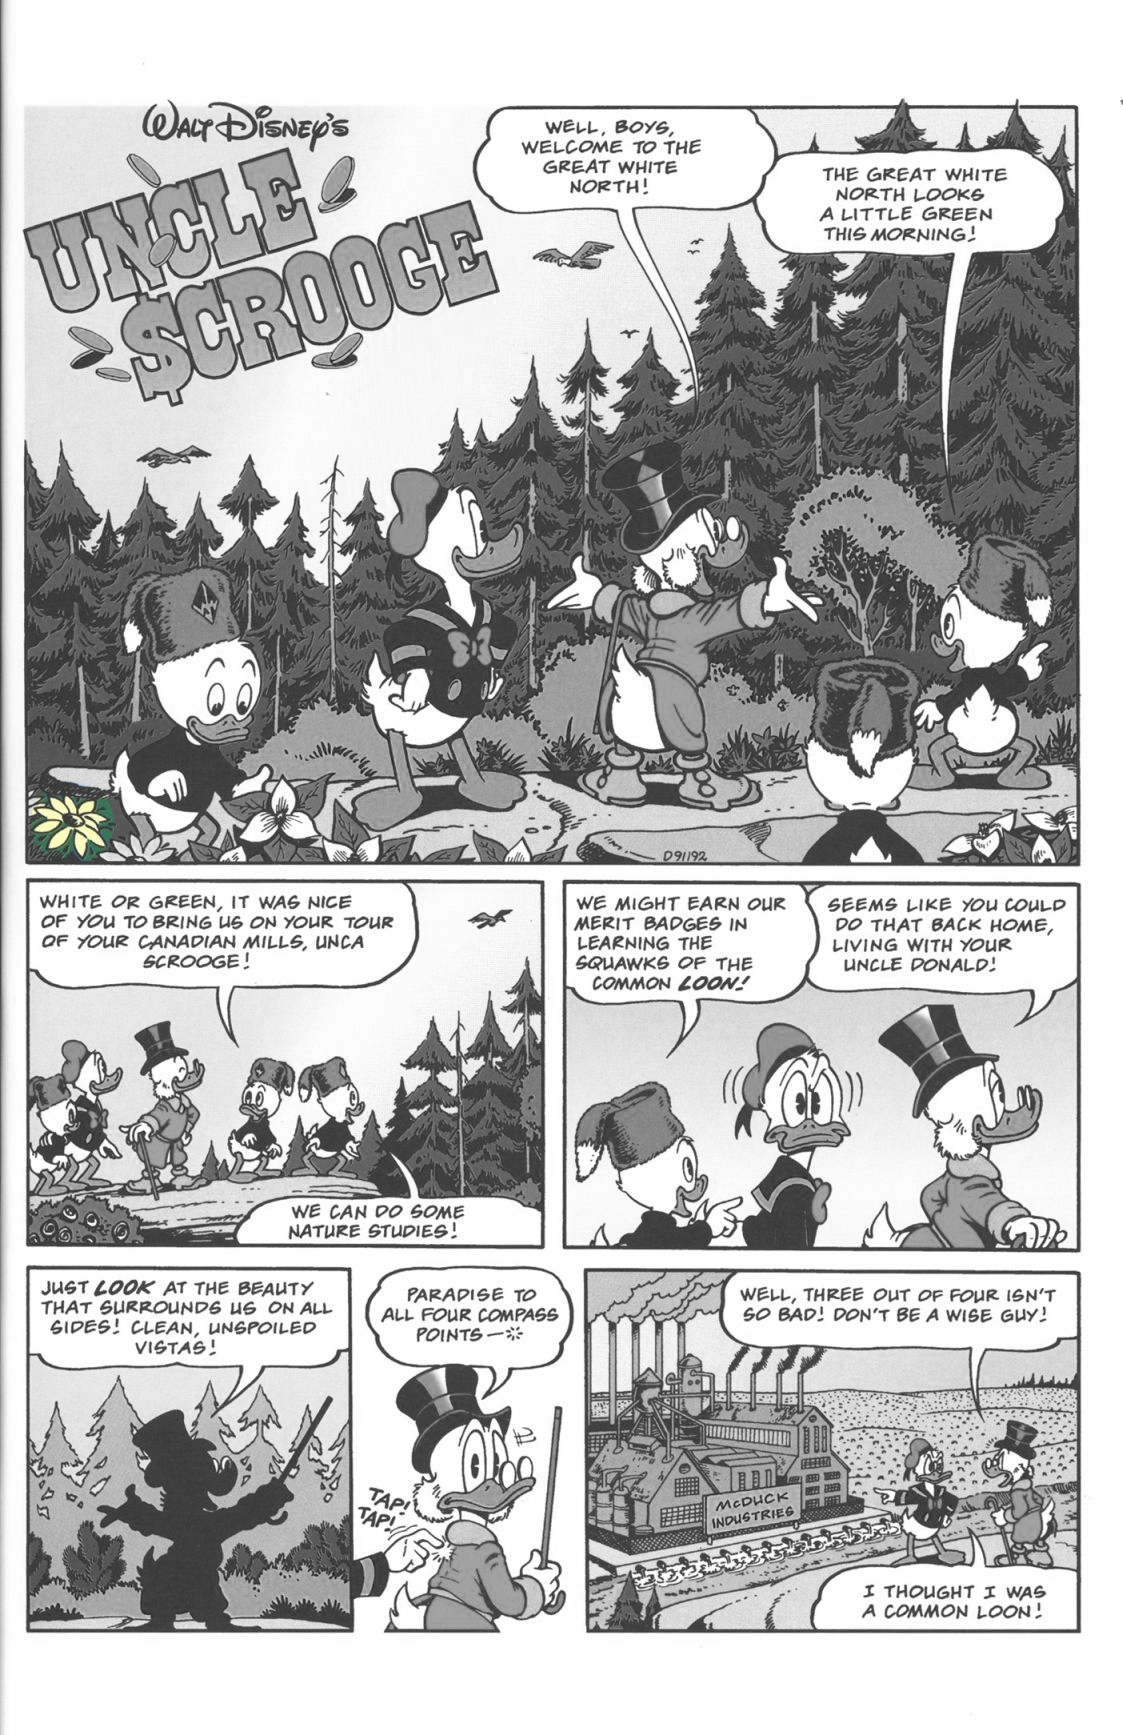 WALT DISNEY'S
UNCLE
$CROOGE
WELL, BOYS,
WELCOME TO THE
GREAT WHITE
NORTH!
THE GREAT WHITE
NORTH LOOKS
A LITTLE GREEN
THIS MORNING!
D 91192
WHITE OR GREEN, IT WAS NICE
OF YOU TO BRING US ON YOUR TOUR
OF YOUR CANADIAN MILLS, UNCA
SCROOGE!
WE CAN DO SOME
NATURE STUDIES!
WE MIGHT EARN OUR
MERIT BADGES IN
LEARNING THE
SQUAWKS OF THE
COMMON LOON!
SEEMS LIKE YOU COULD
DO THAT BACK HOME,
LIVING WITH YOUR
UNCLE DONALD!
JUST LOOK AT THE BEAUTY
THAT SURROUNDS US ON ALL
SIDES! CLEAN, UNSPOILED
VISTAS!
PARADISE TO
ALL FOUR COMPASS
POINTS—
TAP!
TAP!
WELL, THREE OUT OF FOUR ISN'T
SO BAD! DON'T BE A WISE GUY!
McDUCK
INDUSTRIES
I THOUGHT I WAS
A COMMON LOON!